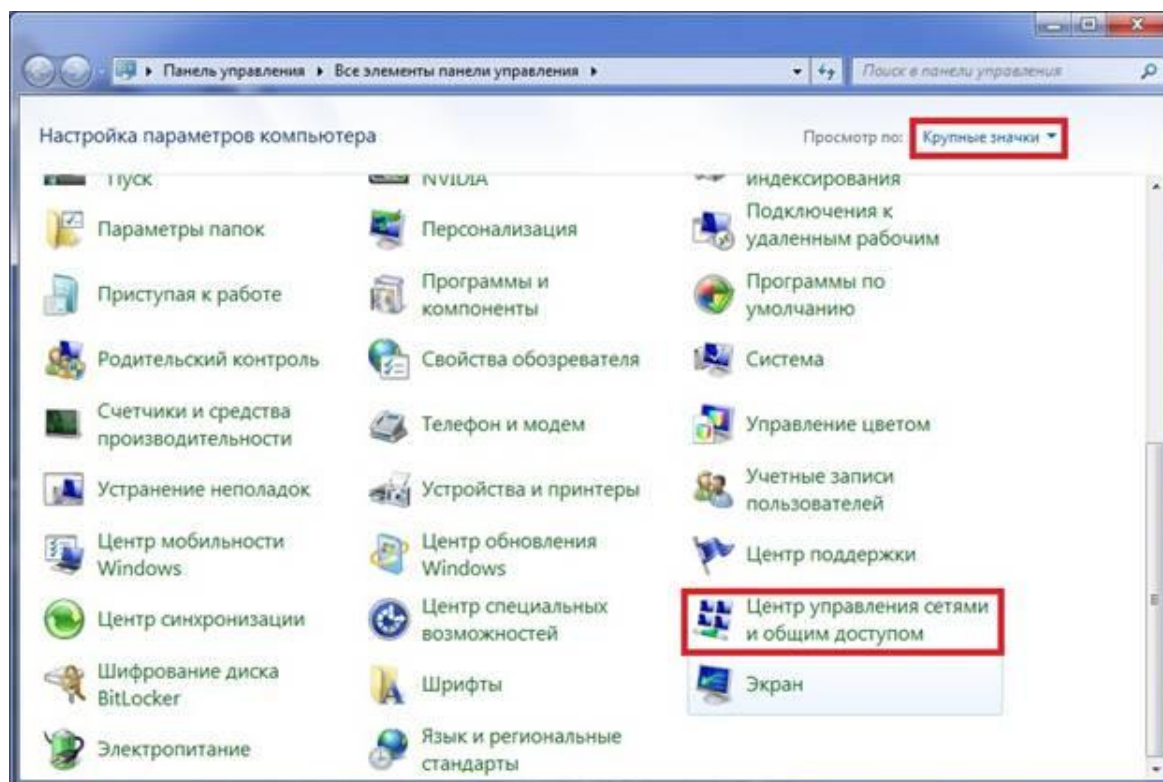 Панель управления ▸ Все элементы панели управления ▸
Поиск в панели управления
Настройка параметров компьютера
Просмотр по: Крупные значки
Пуск
NVIDIA
индексирования
Параметры папок
Персонализация
Подключения к
удаленным рабочим
Приступая к работе
Программы и
компоненты
Программы по
умолчанию
Родительский контроль
Свойства обозревателя
Система
Счетчики и средства
производительности
Телефон и модем
Управление цветом
Устранение неполадок
Устройства и принтеры
Учетные записи
пользователей
Центр мобильности
Windows
Центр обновления
Windows
Центр поддержки
Центр синхронизации
Центр специальных
возможностей
Центр управления сетями
и общим доступом
Шифрование диска
BitLocker
Шрифты
Экран
Электропитание
Язык и региональные
стандарты